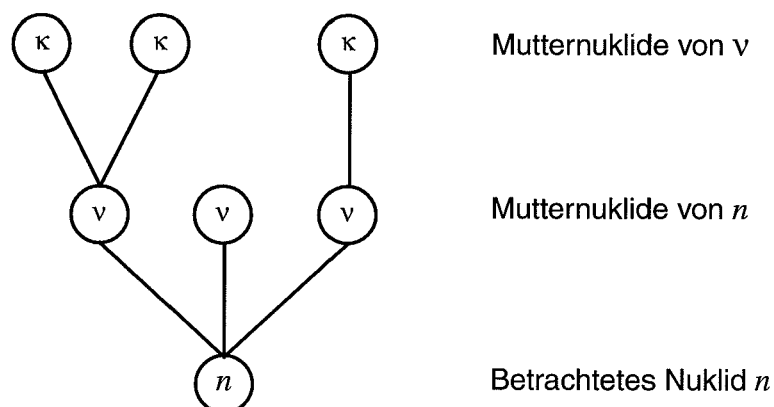 κ κ κ Mutternuklide von ν
ν ν ν Mutternuklide von n
n Betrachtetes Nuklid n